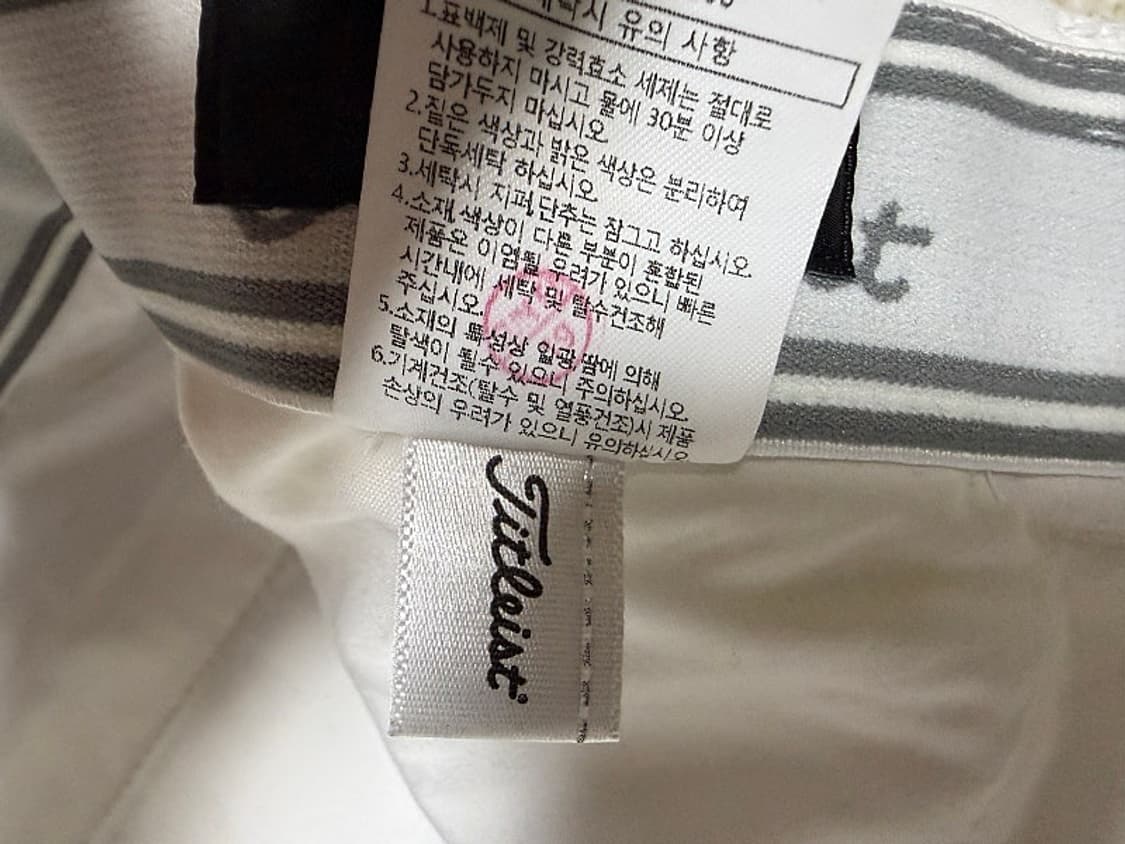 세탁시 유의 사항
1.표백제 및 강력효소 세제는 절대로
사용하지 마시고 물에 30분 이상
담가두지 마십시오
2.짙은 색상과 밝은 색상은 분리하여
단독세탁 하십시오
3.세탁시 지퍼,단추는 잠그고 하십시오.
4.소재,색상이 다른 부분이 혼합된
제품은 이염될 우려가 있으니 빠른
시간내에 세탁 및 탈수건조해
주십시오.
5.소재의 특성상 일광 땀에 의해
탈색이 될수 있으니 주의하십시오.
6.기계건조(탈수 및 열풍건조)시 제품
손상의 우려가 있으니 유의하십시오
t
Titleist